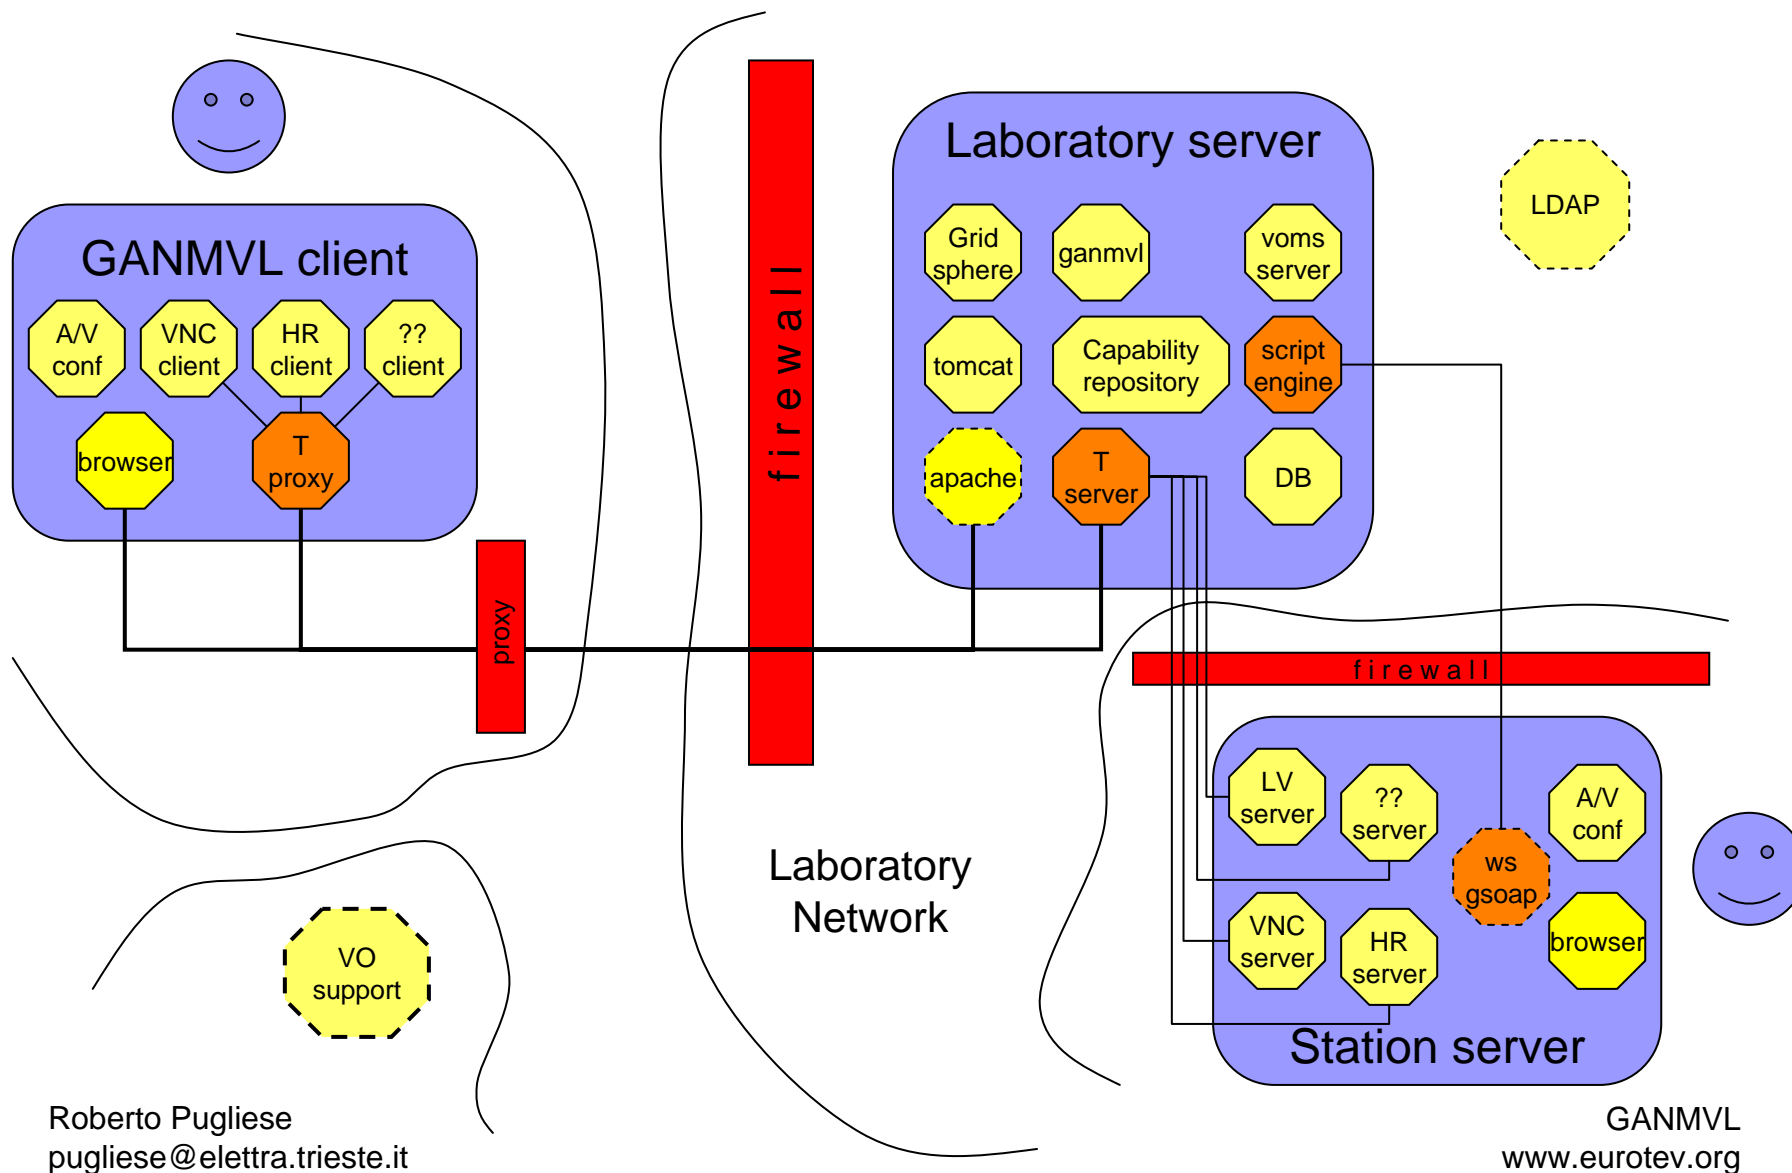 GANMVL client
A/V
conf
VNC
client
HR
client
??
client
browser
T
proxy
proxy
firewall
Laboratory server
Grid
sphere
ganmvl
voms
server
tomcat
Capability
repository
script
engine
apache
T
server
DB
LDAP
firewall
LV
server
??
server
A/V
conf
ws
gsoap
VNC
server
HR
server
browser
Station server
Laboratory
Network
VO
support
Roberto Pugliese
pugliese@elettra.trieste.it
GANMVL
www.eurotev.org